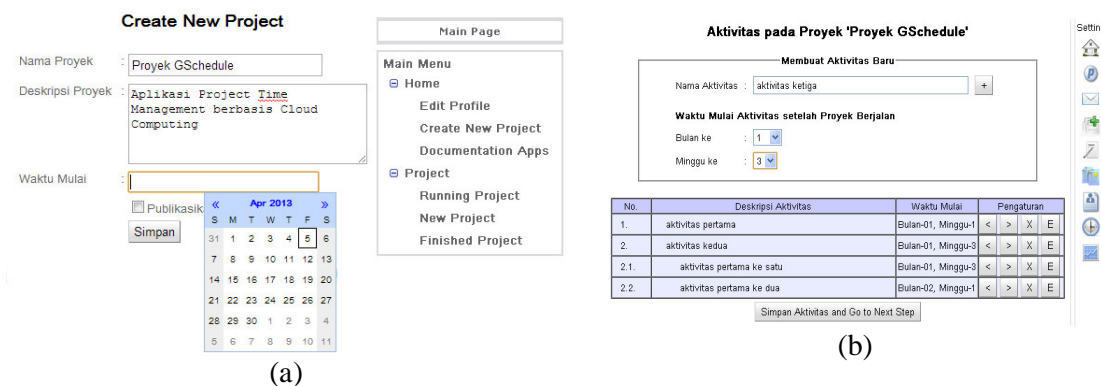 Create New Project
Nama Proyek : Proyek GSchedule
Deskripsi Proyek : Aplikasi Project Time
Management berbasis Cloud
Computing
Waktu Mulai :
Publikasik
Simpan
« Apr 2013 »
S M T W T F S
31 1 2 3 4 5 6
7 8 9 10 11 12 13
14 15 16 17 18 19 20
21 22 23 24 25 26 27
28 29 30 1 2 3 4
5 6 7 8 9 10 11
Main Page
Main Menu
Home
Edit Profile
Create New Project
Documentation Apps
Project
Running Project
New Project
Finished Project
(a)
Aktivitas pada Proyek 'Proyek GSchedule'
Membuat Aktivitas Baru
Nama Aktivitas : aktivitas ketiga +
Waktu Mulai Aktivitas setelah Proyek Berjalan
Bulan ke : 1
Minggu ke : 3
No. Deskripsi Aktivitas Waktu Mulai Pengaturan
1. aktivitas pertama Bulan-01, Minggu-1 < > X E
2. aktivitas kedua Bulan-01, Minggu-3 < > X E
2.1. aktivitas pertama ke satu Bulan-01, Minggu-3 < > X E
2.2. aktivitas pertama ke dua Bulan-02, Minggu-1 < > X E
Simpan Aktivitas and Go to Next Step
Settin
(b)